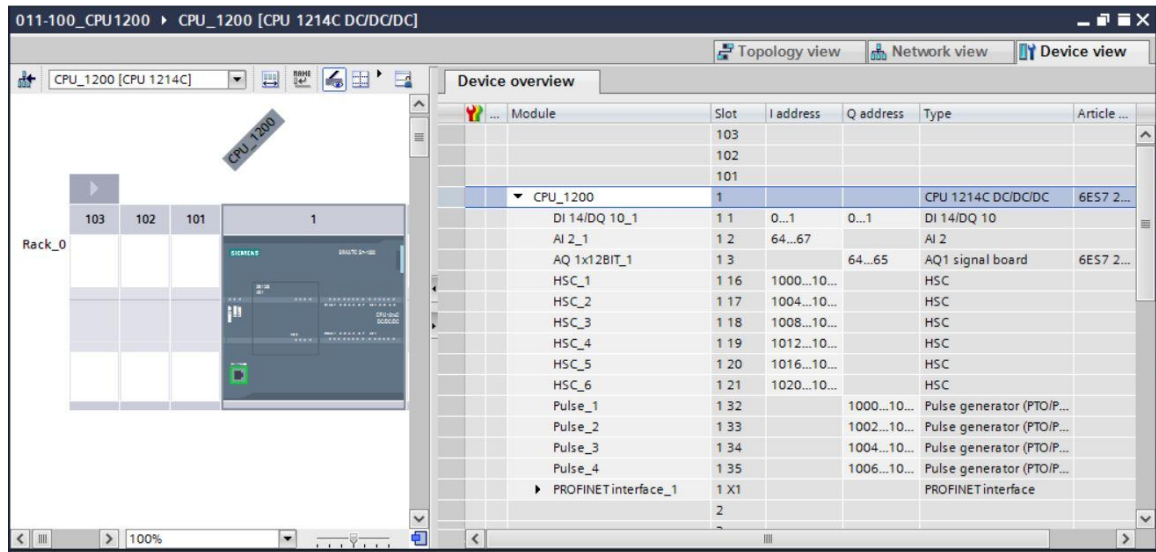 011-100_CPU1200 ▸ CPU_1200 [CPU 1214C DC/DC/DC]
Topology view Network view Device view
CPU_1200 [CPU 1214C]
Device overview
... Module Slot I address Q address Type Article ...
103
102
101
CPU_1200 1 CPU 1214C DC/DC/DC 6ES7 2...
DI 14/DQ 10_1 1 1 0...1 0...1 DI 14/DQ 10
AI 2_1 1 2 64...67 AI 2
AQ 1x12BIT_1 1 3 64...65 AQ1 signal board 6ES7 2...
HSC_1 1 16 1000...10... HSC
HSC_2 1 17 1004...10... HSC
HSC_3 1 18 1008...10... HSC
HSC_4 1 19 1012...10... HSC
HSC_5 1 20 1016...10... HSC
HSC_6 1 21 1020...10... HSC
Pulse_1 1 32 1000...10... Pulse generator (PTO/P...
Pulse_2 1 33 1002...10... Pulse generator (PTO/P...
Pulse_3 1 34 1004...10... Pulse generator (PTO/P...
Pulse_4 1 35 1006...10... Pulse generator (PTO/P...
PROFINET interface_1 1 X1 PROFINET interface
2
CPU_1200
103 102 101 1
Rack_0
SIEMENS
100%